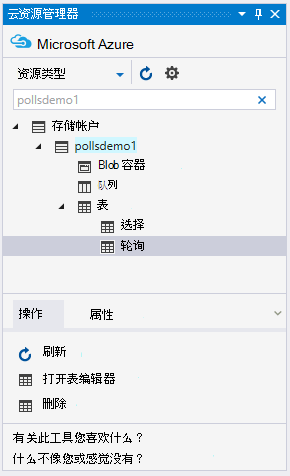 云资源管理器
Microsoft Azure
资源类型
pollsdemo1
存储帐户
pollsdemo1
Blob 容器
队列
表
选择
轮询
操作 属性
刷新
打开表编辑器
删除
有关此工具您喜欢什么？
什么不像您或感觉没有？